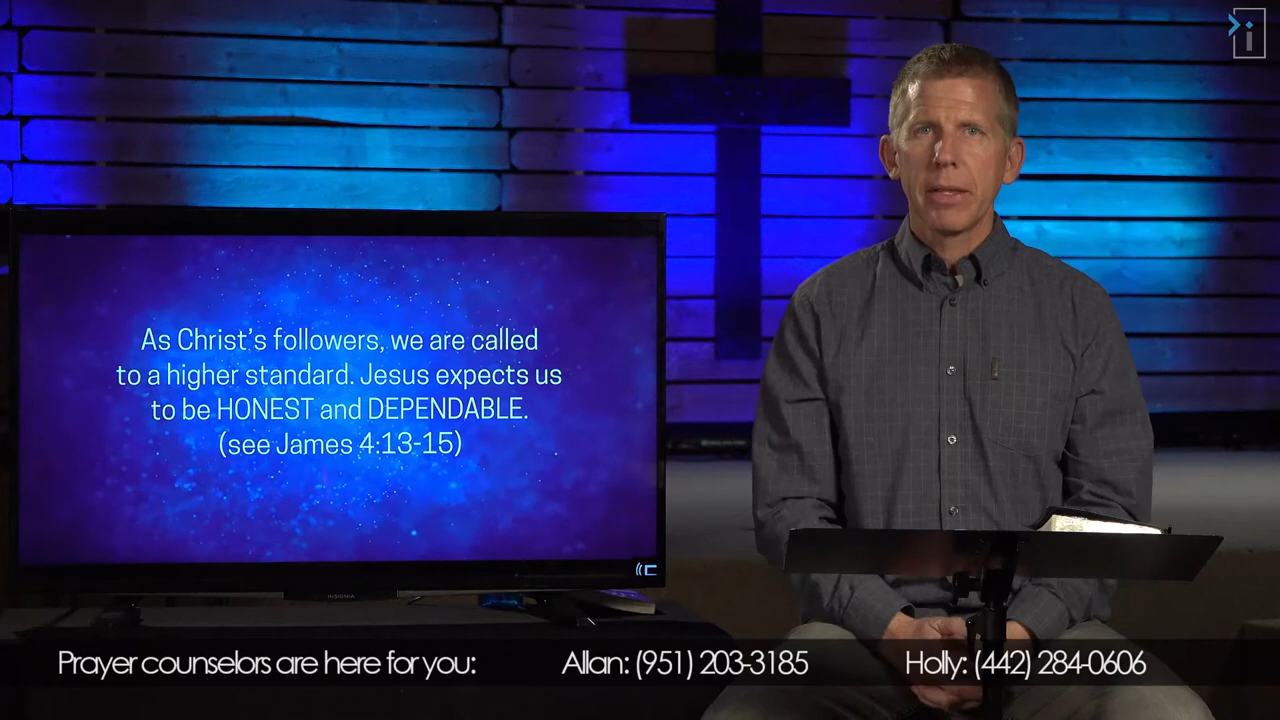 As Christ's followers, we are called
to a higher standard. Jesus expects us
to be HONEST and DEPENDABLE.
(see James 4:13-15)
INSIGNIA
Prayer counselors are here for you: Allan: (951) 203-3185 Holly: (442) 284-0606